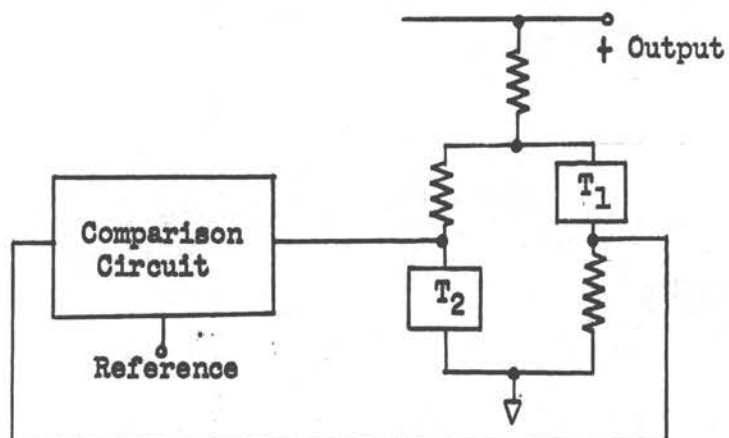 + Output
T1
Comparison
Circuit
T2
Reference